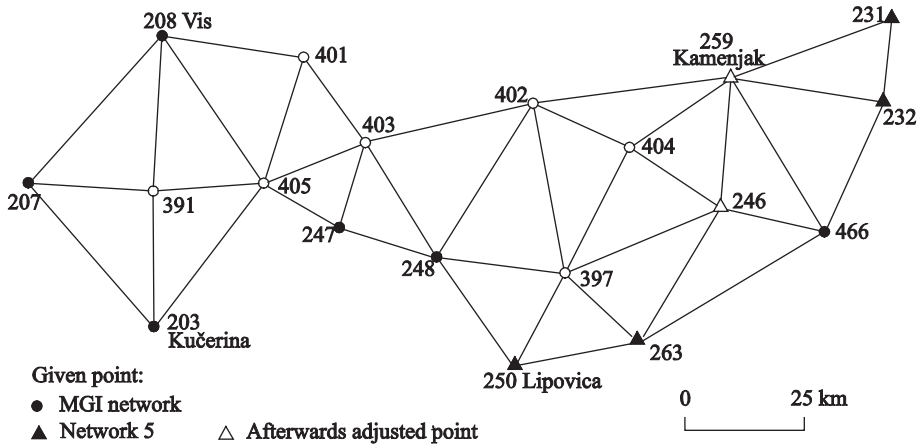 208 Vis
231
401
259
Kamenjak
402
232
403
404
405
207
391
246
247
466
248
397
203
Kučerina
263
250 Lipovica
Given point:
MGI network
Network 5
Afterwards adjusted point
0
25 km